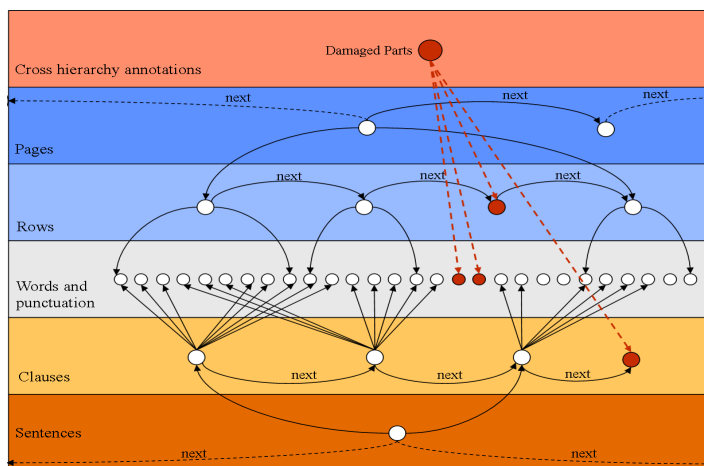 Damaged Parts
Cross hierarchy annotations
next
next
next
Pages
next
next
next
Rows
Words and
punctuation
Clauses
next
next
next
Sentences
next
next